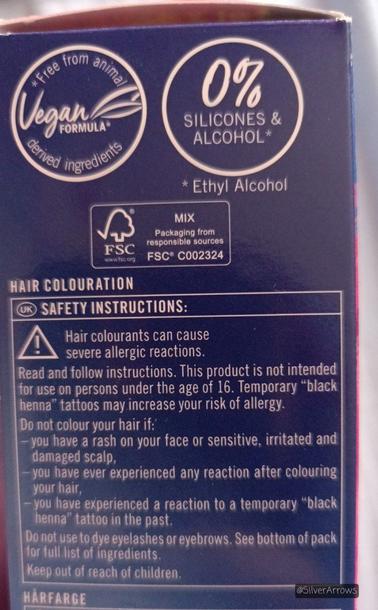 *Free from animal
Vegan
FORMULA*
derived ingredients
0%
SILICONES &
ALCOHOL*
* Ethyl Alcohol
FSC
www.fsc.org
MIX
Packaging from
responsible sources
FSC® C002324
HAIR COLOURATION
UK SAFETY INSTRUCTIONS:
Hair colourants can cause
severe allergic reactions.
Read and follow instructions. This product is not intended
for use on persons under the age of 16. Temporary "black
henna" tattoos may increase your risk of allergy.
Do not colour your hair if:
– you have a rash on your face or sensitive, irritated and
damaged scalp,
– you have ever experienced any reaction after colouring
your hair,
– you have experienced a reaction to a temporary "black
henna" tattoo in the past.
Do not use to dye eyelashes or eyebrows. See bottom of pack
for full list of ingredients.
Keep out of reach of children.
HÅRFARGE
@SilverArrows